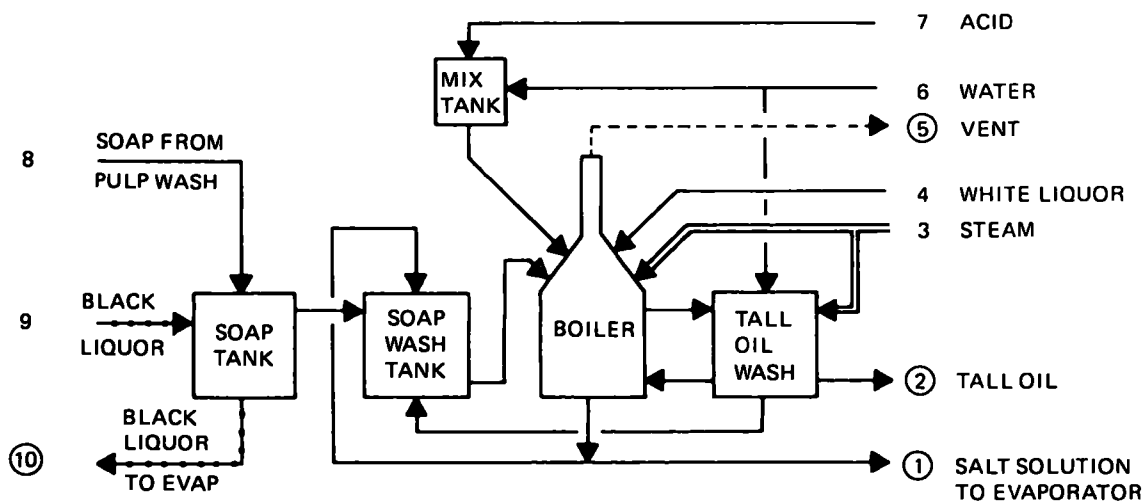 7 ACID
MIX
TANK
6 WATER
⑤ VENT
8 SOAP FROM
PULP WASH
4 WHITE LIQUOR
3 STEAM
9 BLACK
LIQUOR
SOAP
TANK
SOAP
WASH
TANK
BOILER
TALL
OIL
WASH
② TALL OIL
⑩ BLACK
LIQUOR
TO EVAP
① SALT SOLUTION
TO EVAPORATOR